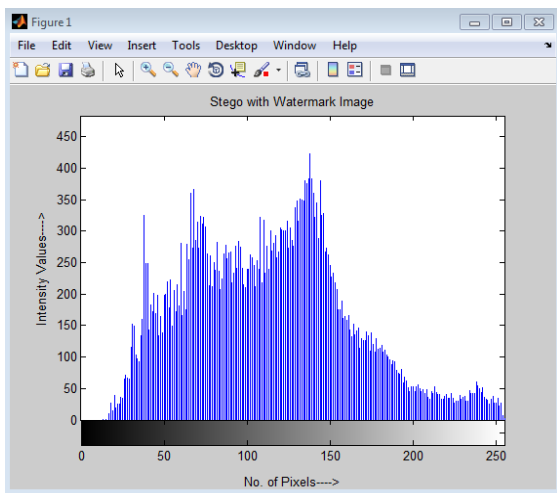 Figure 1
File Edit View Insert Tools Desktop Window Help
Stego with Watermark Image
450
400
350
300
250
200
150
100
50
0
Intensity Values---->
0 50 100 150 200 250
No. of Pixels---->